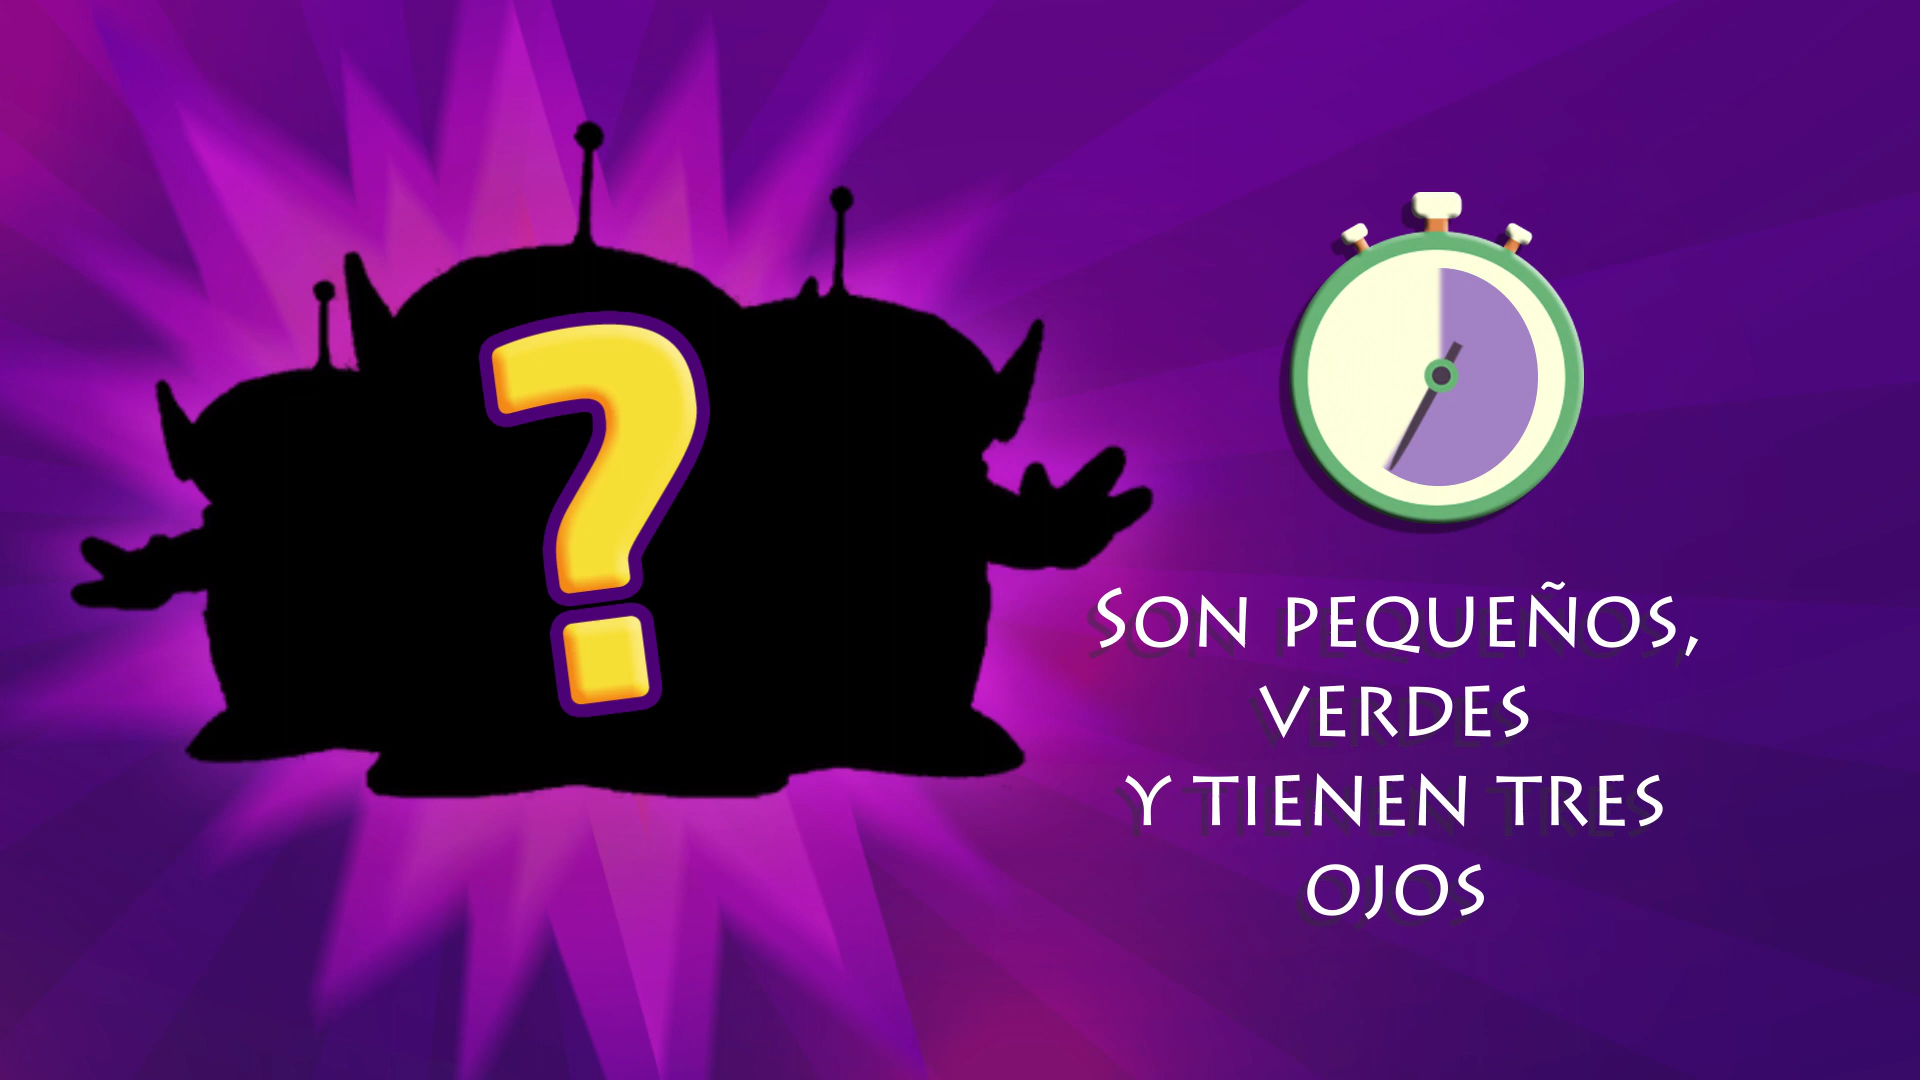 ?
Son pequeños,
verdes
y tienen tres
ojos